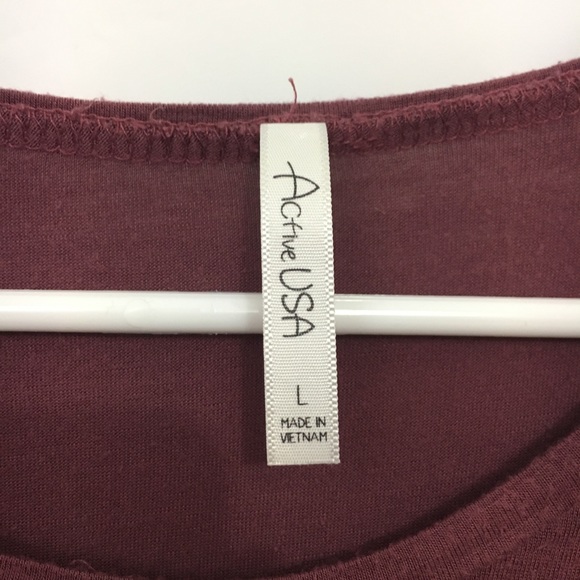 Active USA
L
MADE IN
VIETNAM